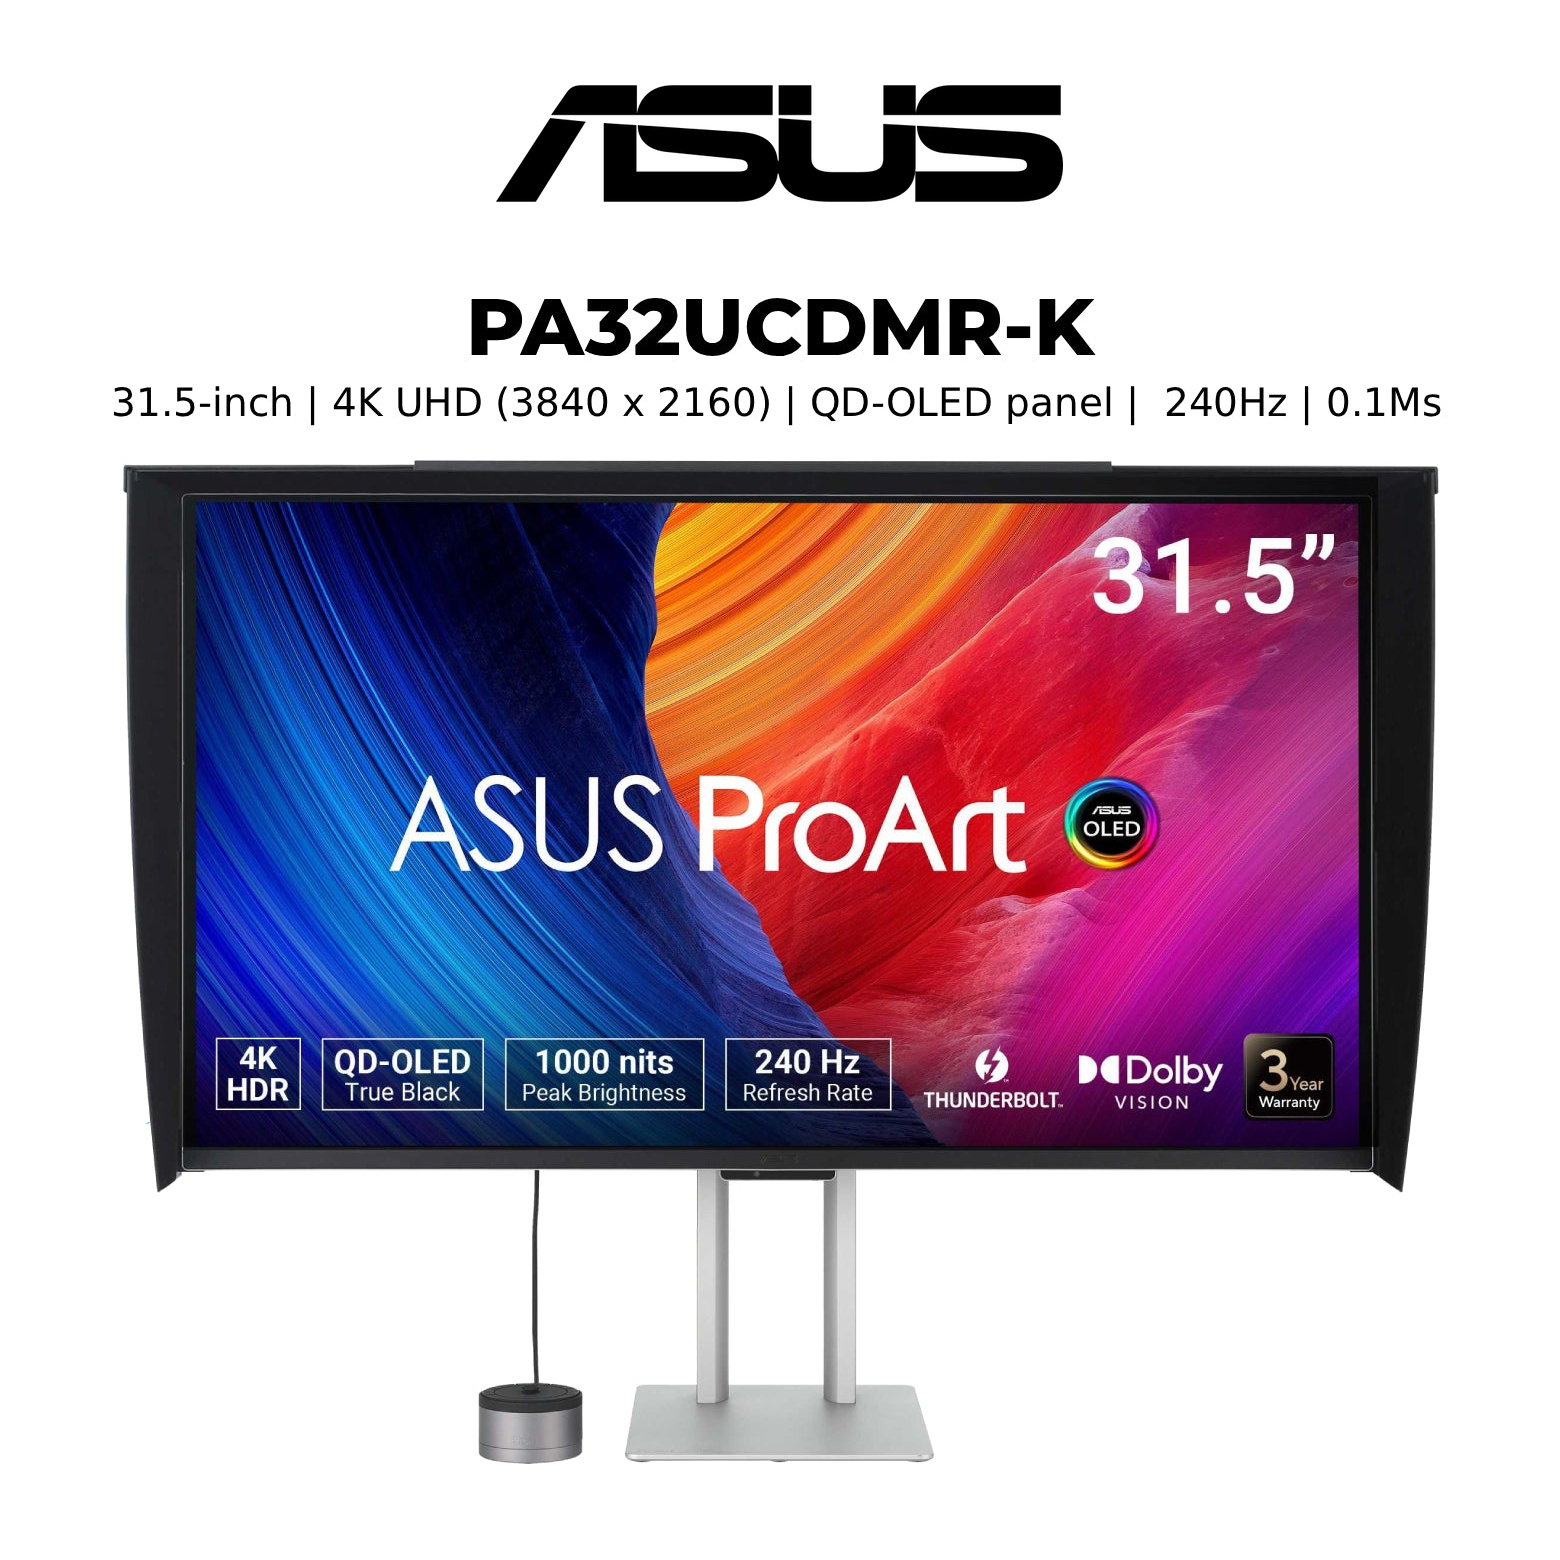 ASUS
PA32UCDMR-K
31.5-inch | 4K UHD (3840 x 2160) | QD-OLED panel | 240Hz | 0.1Ms
31.5”
ASUS ProArt
ASUS
OLED
4K
HDR
QD-OLED
True Black
1000 nits
Peak Brightness
240 Hz
Refresh Rate
THUNDERBOLT™
Dolby
VISION
3 Year
Warranty
ASUS